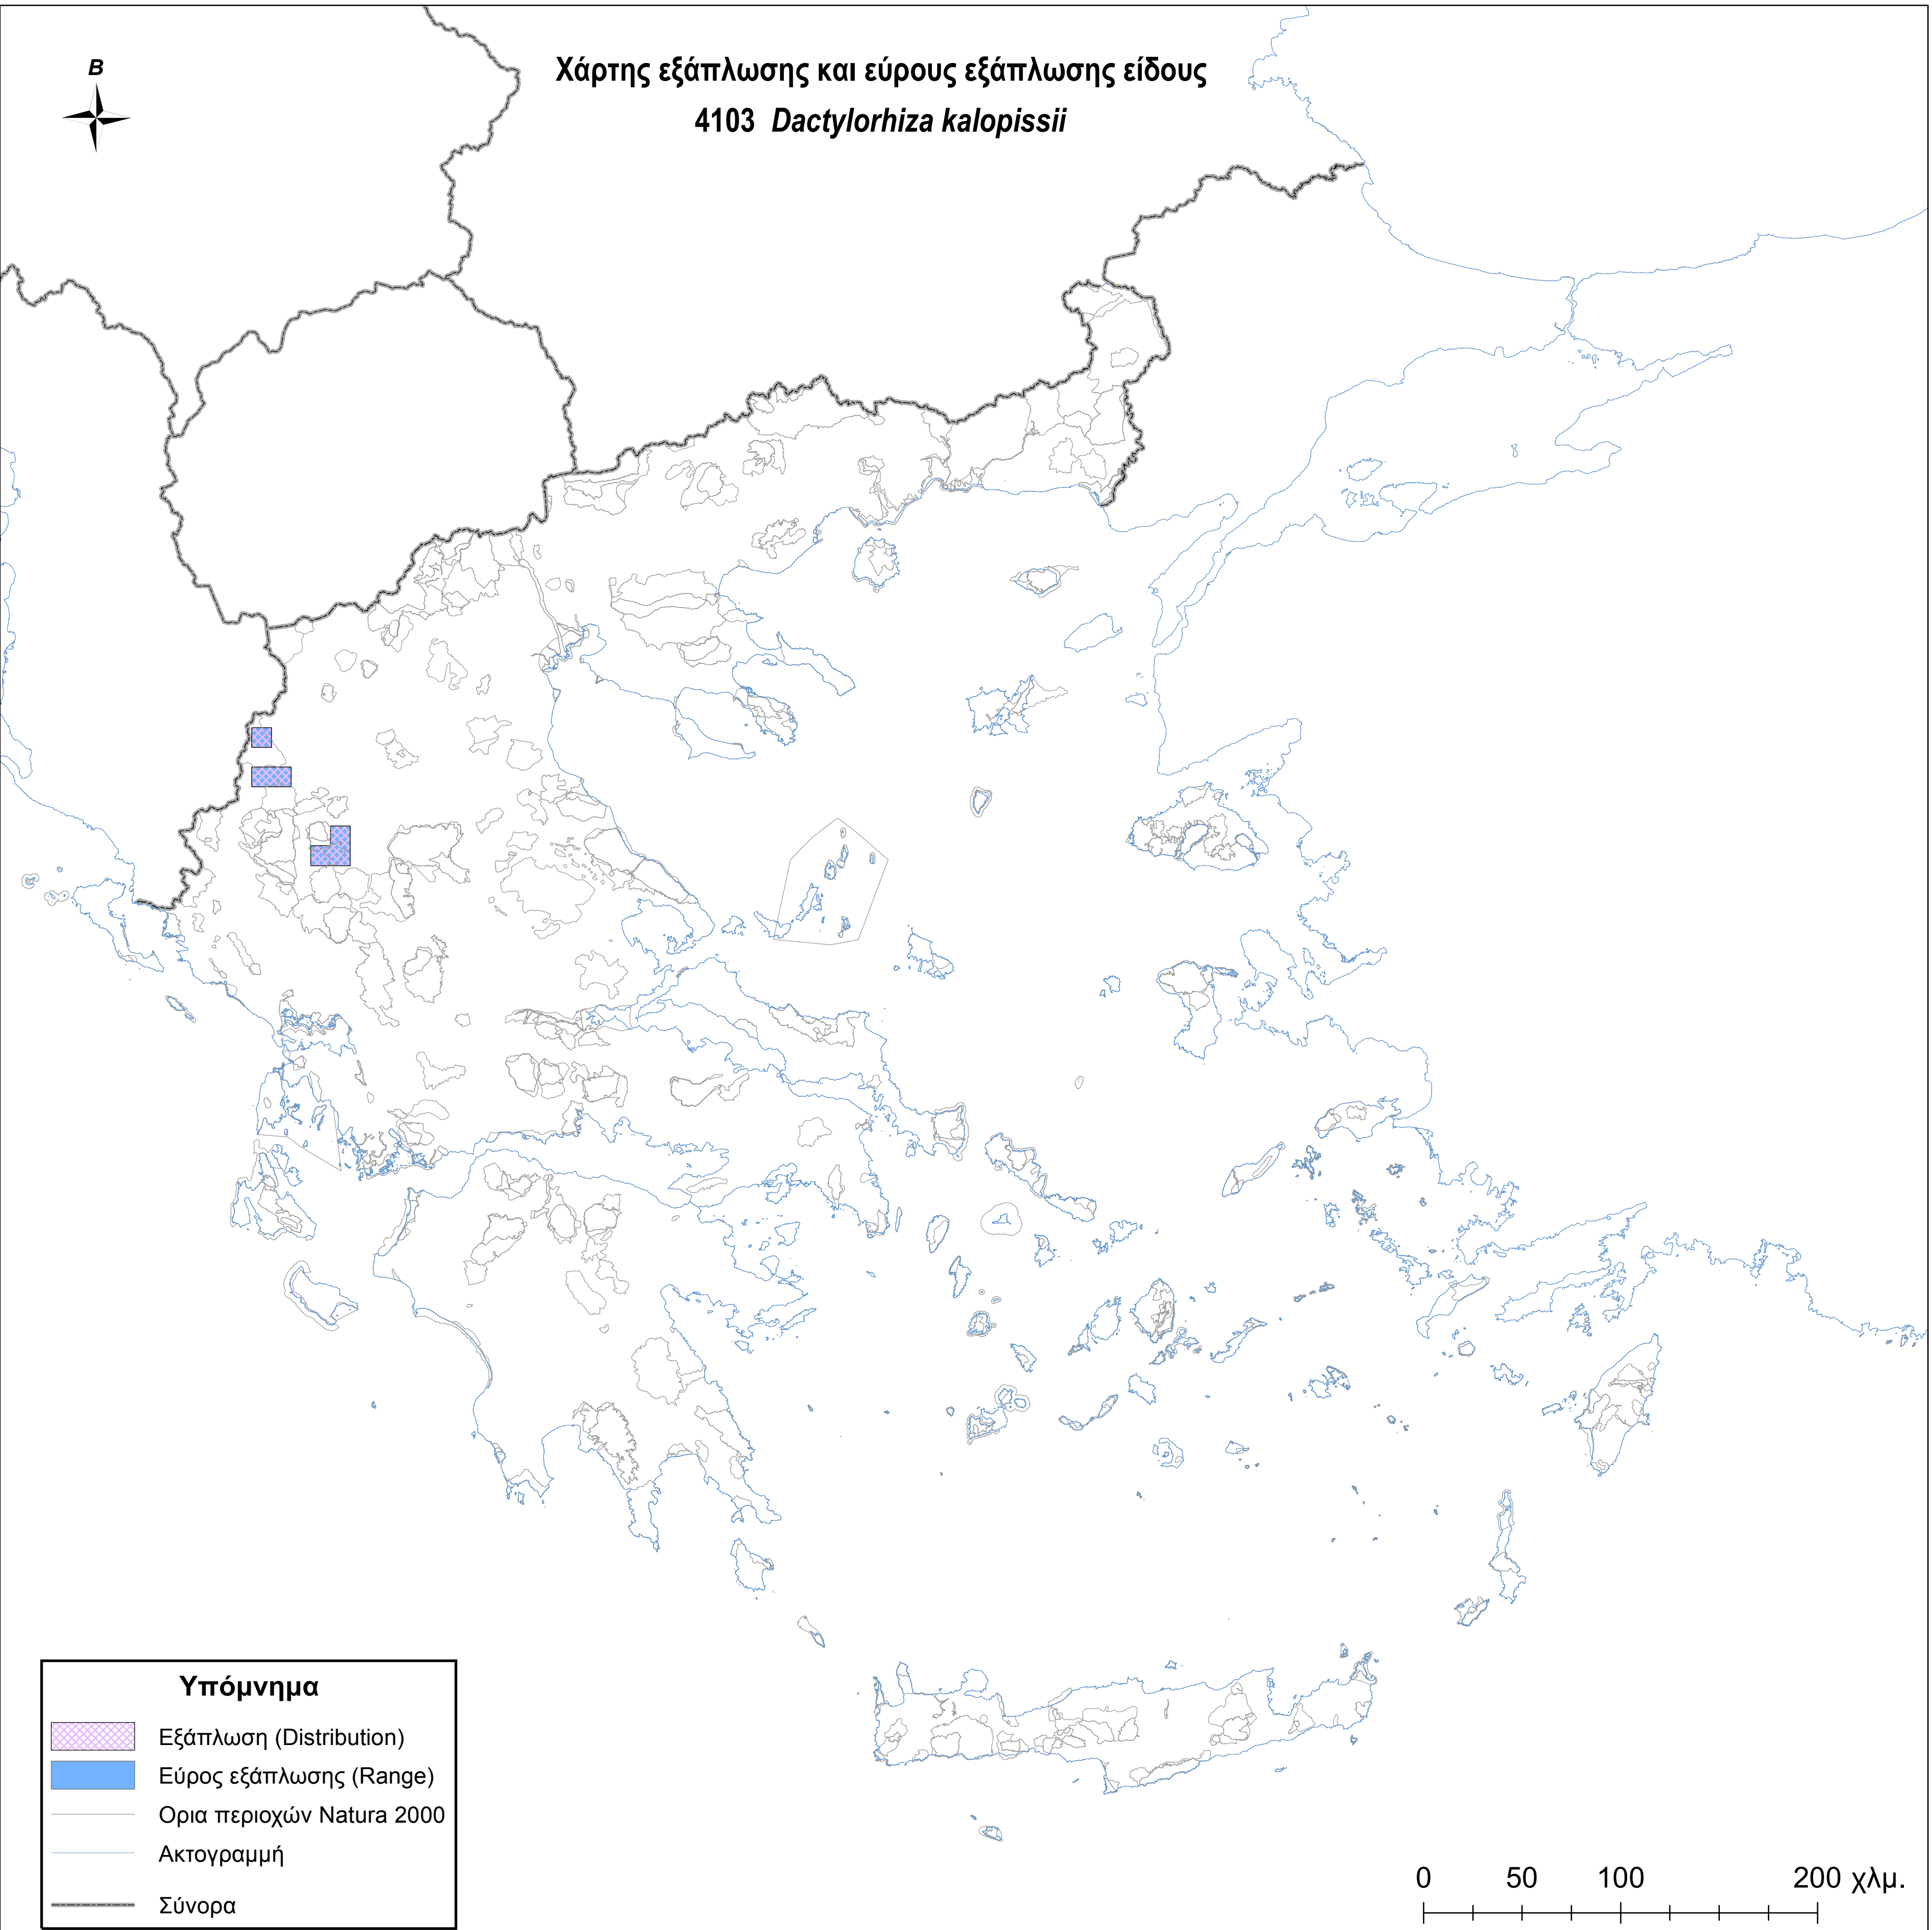 Χάρτης εξάπλωσης και εύρους εξάπλωσης είδους
4103 Dactylorhiza kalopissii
Β
Υπόμνημα
Εξάπλωση (Distribution)
Εύρος εξάπλωσης (Range)
Ορια περιοχών Natura 2000
Ακτογραμμή
Σύνορα
0 50 100 200 χλμ.